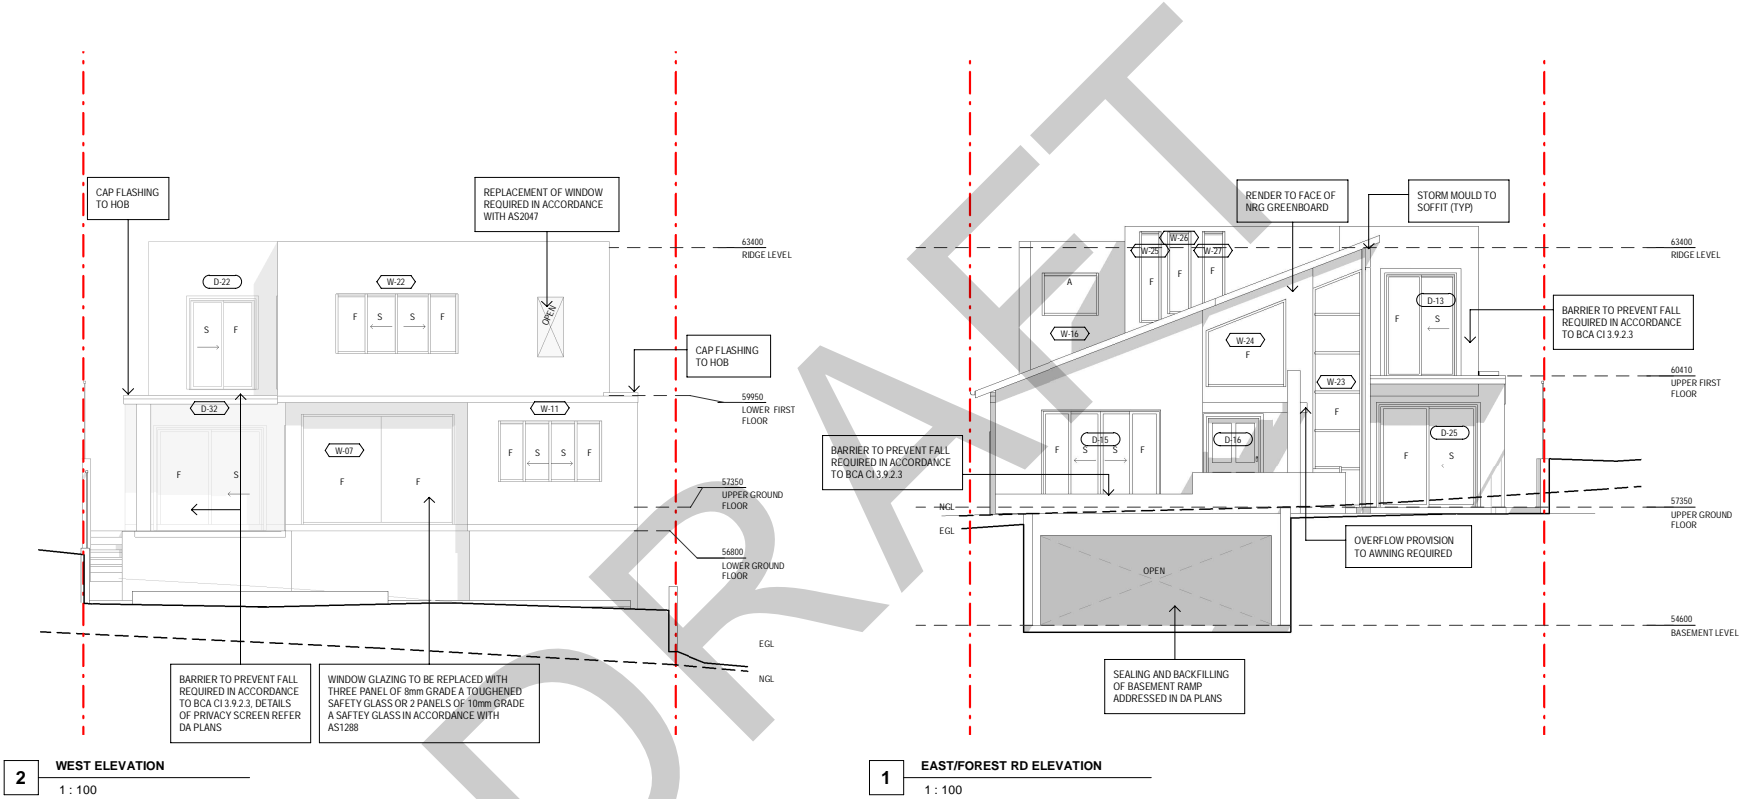 DRAFT
CAP FLASHING
TO HOB
REPLACEMENT OF WINDOW
REQUIRED IN ACCORDANCE
WITH AS2047
63400
RIDGE LEVEL
D-22
W-22
S F
F S S F
OPEN
CAP FLASHING
TO HOB
59950
LOWER FIRST
FLOOR
D-32
W-11
W-07
F S
F F
F S S F
57350
UPPER GROUND
FLOOR
56800
LOWER GROUND
FLOOR
EGL
NGL
BARRIER TO PREVENT FALL
REQUIRED IN ACCORDANCE
TO BCA CI 3.9.2.3, DETAILS
OF PRIVACY SCREEN REFER
DA PLANS
WINDOW GLAZING TO BE REPLACED WITH
THREE PANEL OF 8mm GRADE A TOUGHENED
SAFETY GLASS OR 2 PANELS OF 10mm GRADE
A SAFTEY GLASS IN ACCORDANCE WITH
AS1288
2 WEST ELEVATION
1 : 100
RENDER TO FACE OF
NRG GREENBOARD
STORM MOULD TO
SOFFIT (TYP)
W-26
W-25
W-27
63400
RIDGE LEVEL
A
F
F
F
D-13
F S
BARRIER TO PREVENT FALL
REQUIRED IN ACCORDANCE
TO BCA CI 3.9.2.3
W-16
W-24
F
60410
UPPER FIRST
FLOOR
W-23
F
D-15
D-16
D-25
F S S F
F S
BARRIER TO PREVENT FALL
REQUIRED IN ACCORDANCE
TO BCA CI 3.9.2.3
NGL
EGL
57350
UPPER GROUND
FLOOR
OVERFLOW PROVISION
TO AWNING REQUIRED
OPEN
54600
BASEMENT LEVEL
SEALING AND BACKFILLING
OF BASEMENT RAMP
ADDRESSED IN DA PLANS
1 EAST/FOREST RD ELEVATION
1 : 100